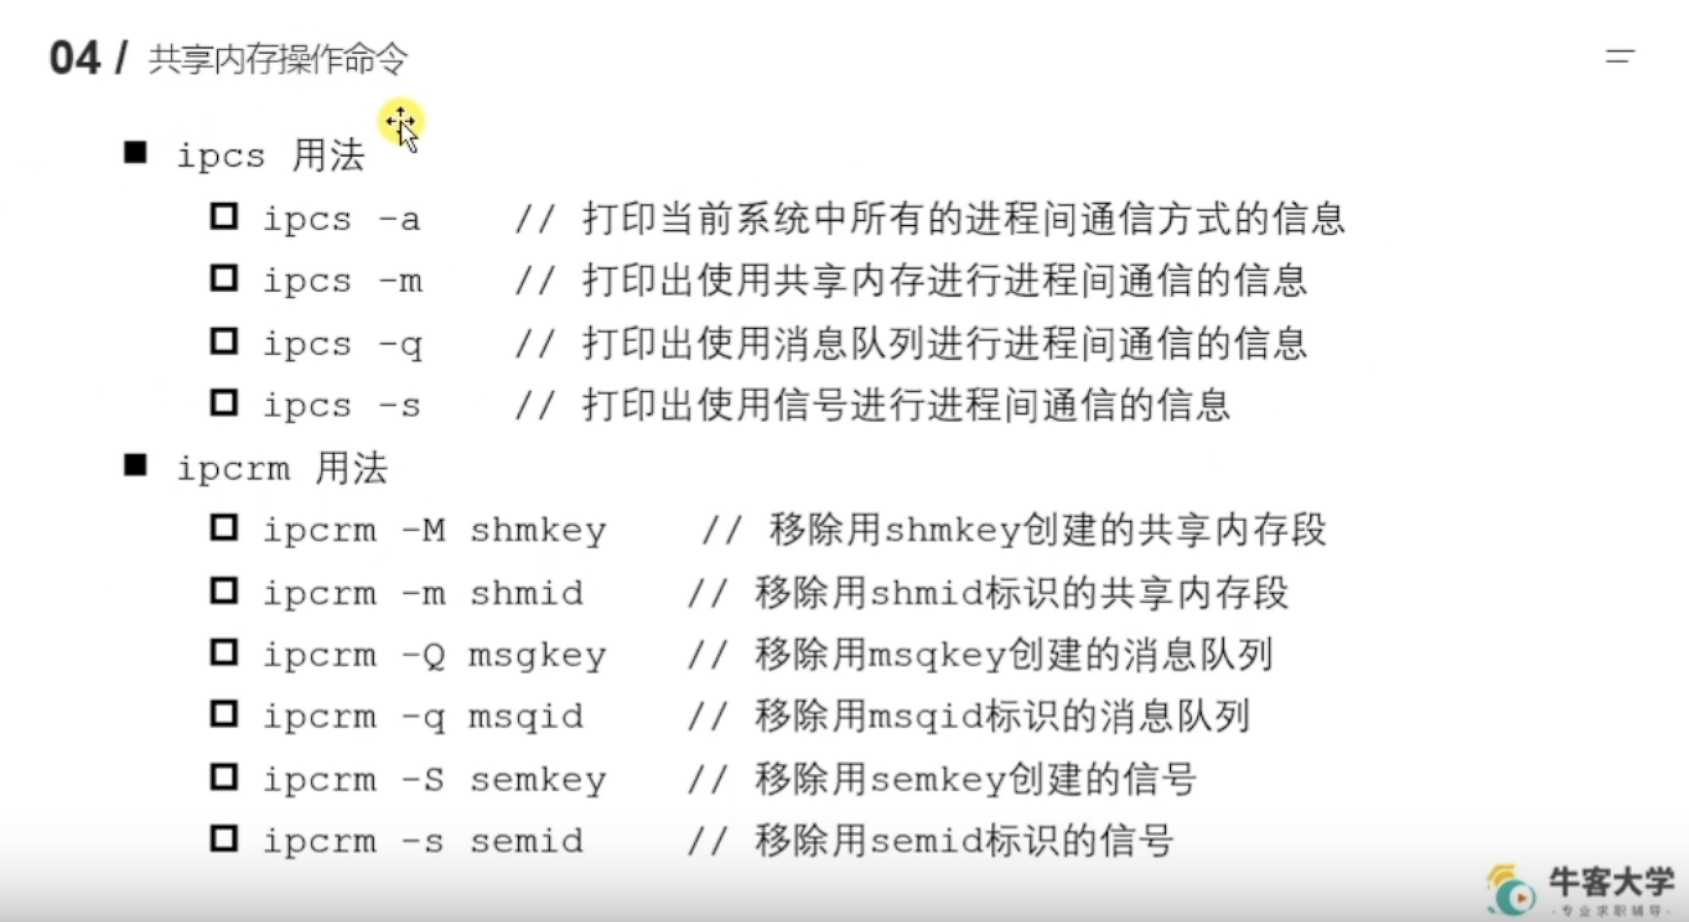 04 / 共享内存操作命令
ipcs 用法
ipcs -a // 打印当前系统中所有的进程间通信方式的信息
ipcs -m // 打印出使用共享内存进行进程间通信的信息
ipcs -q // 打印出使用消息队列进行进程间通信的信息
ipcs -s // 打印出使用信号进行进程间通信的信息
ipcrm 用法
ipcrm -M shmkey // 移除用shmkey创建的共享内存段
ipcrm -m shmid // 移除用shmid标识的共享内存段
ipcrm -Q msgkey // 移除用msqkey创建的消息队列
ipcrm -q msqid // 移除用msqid标识的消息队列
ipcrm -S semkey // 移除用semkey创建的信号
ipcrm -s semid // 移除用semid标识的信号
牛客大学
·专业求职辅导·